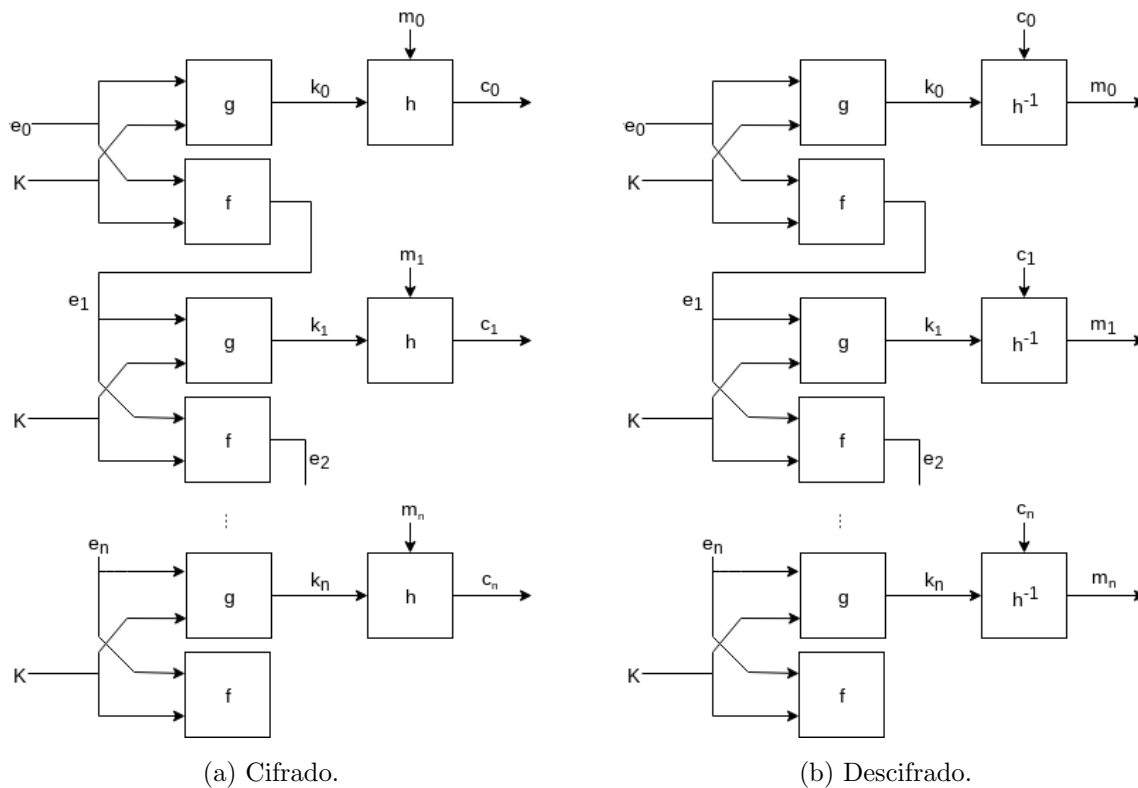 m₀ c₀
g k₀ h c₀ g k₀ h⁻¹ m₀
e₀ e₀
K f K f
m₁ c₁
e₁ g k₁ h c₁ e₁ g k₁ h⁻¹ m₁
K f e₂ K f e₂
⋮ ⋮
mₙ cₙ
eₙ g kₙ h cₙ eₙ g kₙ h⁻¹ mₙ
K f K f
(a) Cifrado. (b) Descifrado.